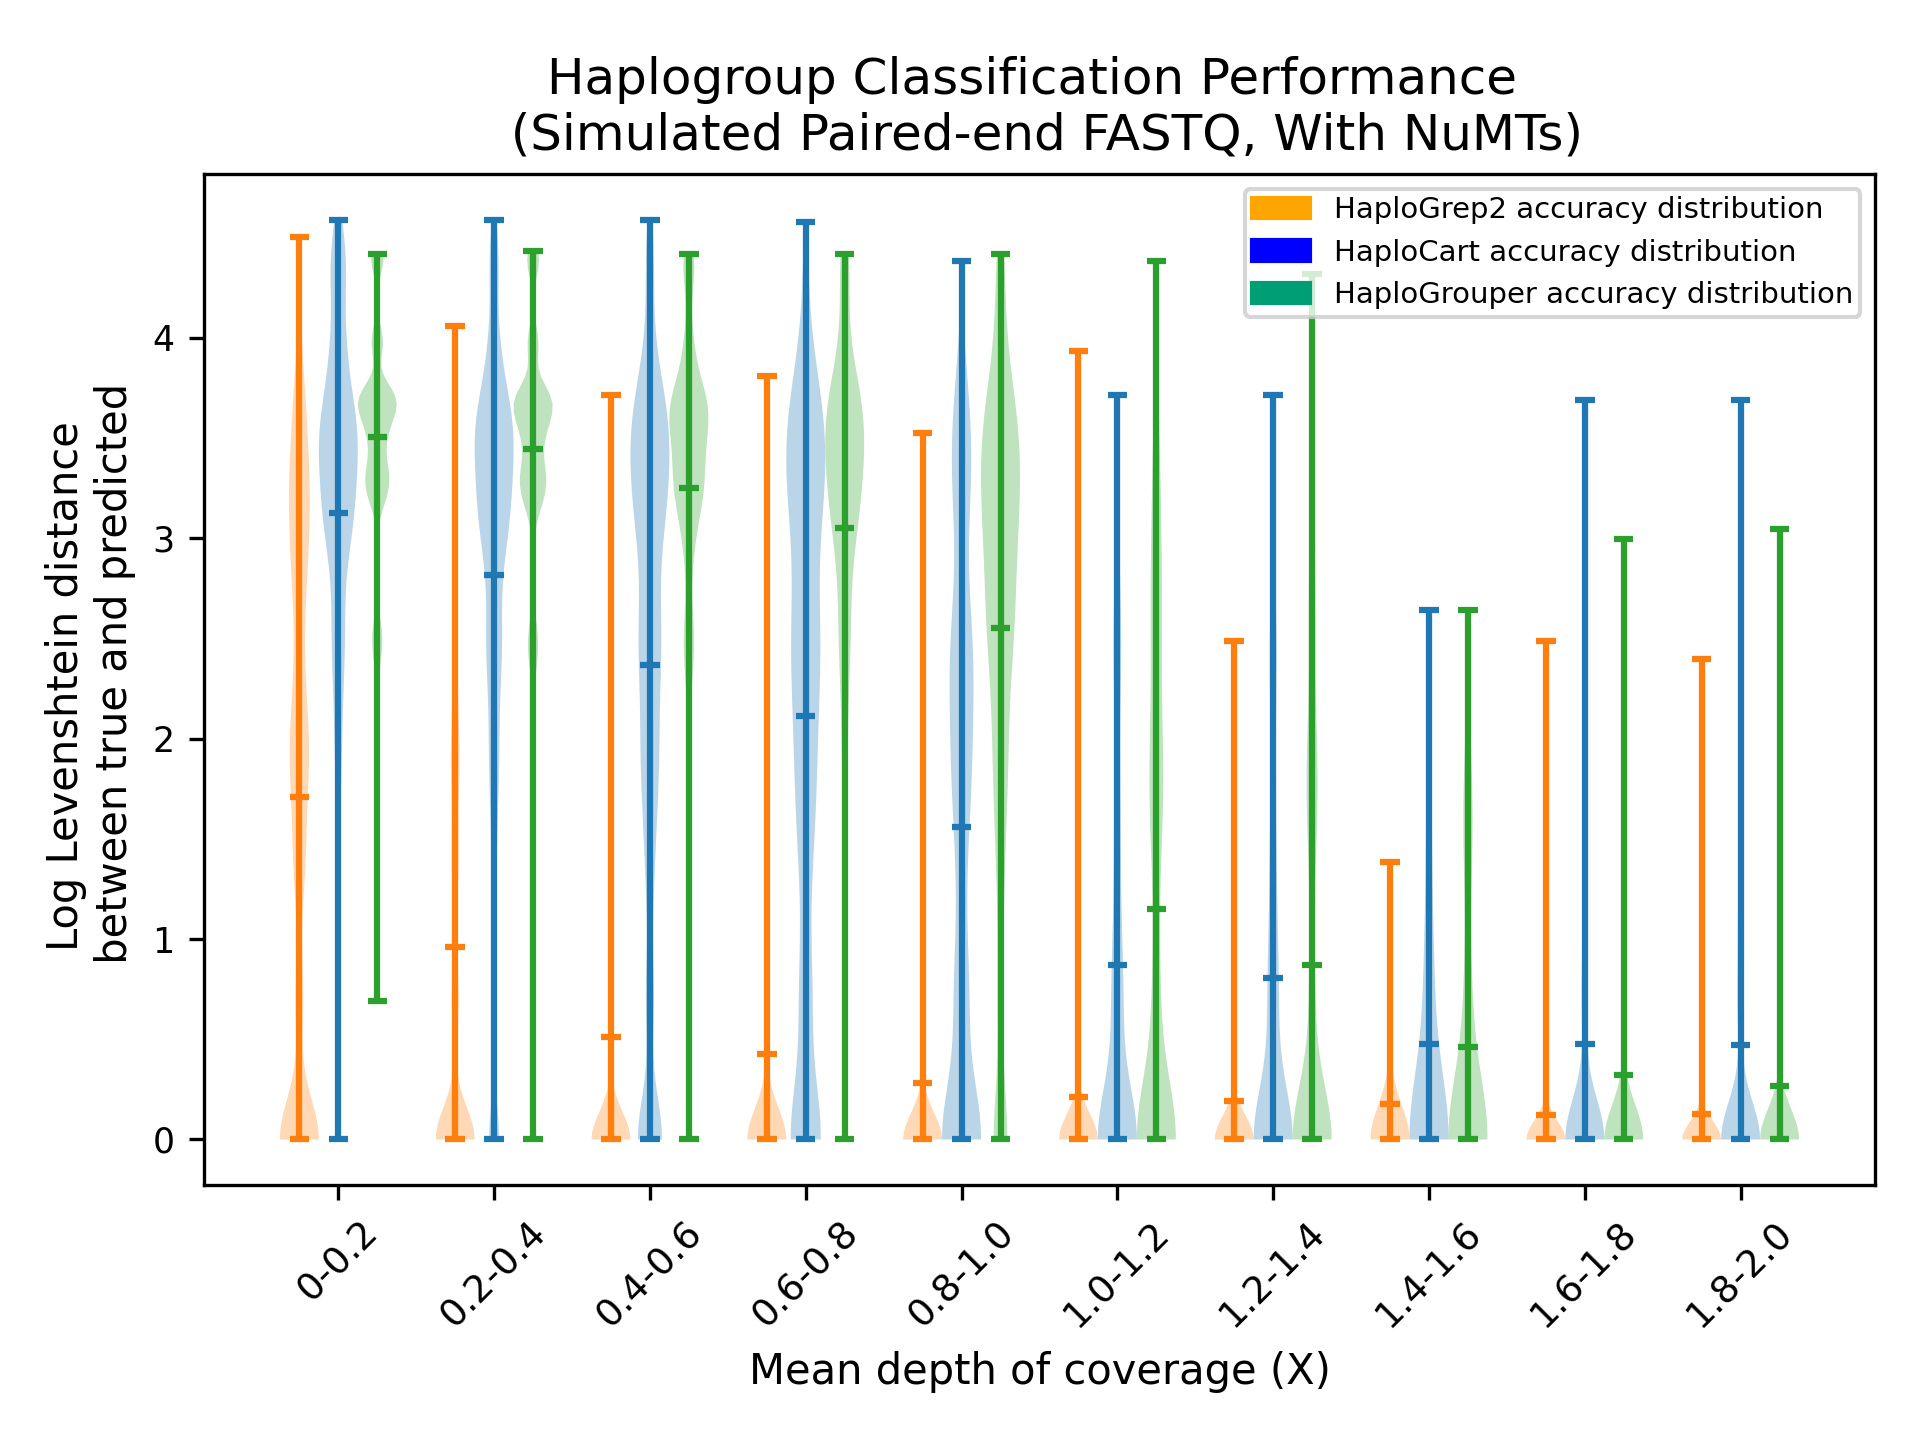 Haplogroup Classification Performance
(Simulated Paired-end FASTQ, With NuMTs)
HaploGrep2 accuracy distribution
HaploCart accuracy distribution
HaploGrouper accuracy distribution
Log Levenshtein distance
between true and predicted
4
3
2
1
0
0-0.2
0.2-0.4
0.4-0.6
0.6-0.8
0.8-1.0
1.0-1.2
1.2-1.4
1.4-1.6
1.6-1.8
1.8-2.0
Mean depth of coverage (X)